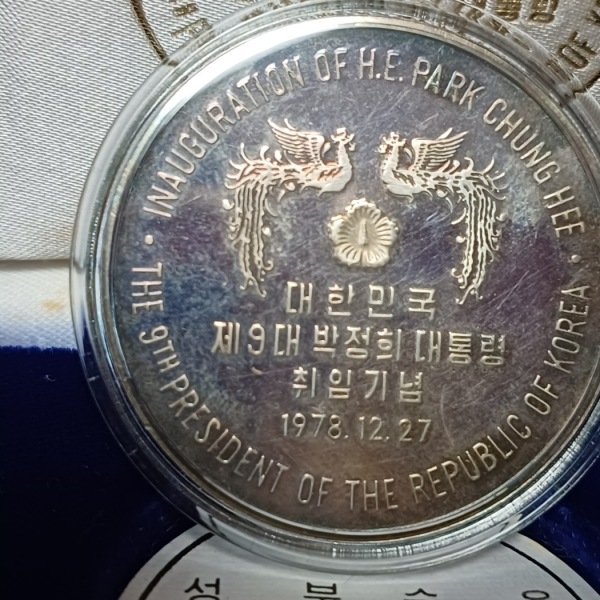 INAUGURATION OF H.E. PARK CHUNG HEE
대한민국
제9대 박정희 대통령
취임기념
1978.12.27
THE 9TH PRESIDENT OF THE REPUBLIC OF KOREA